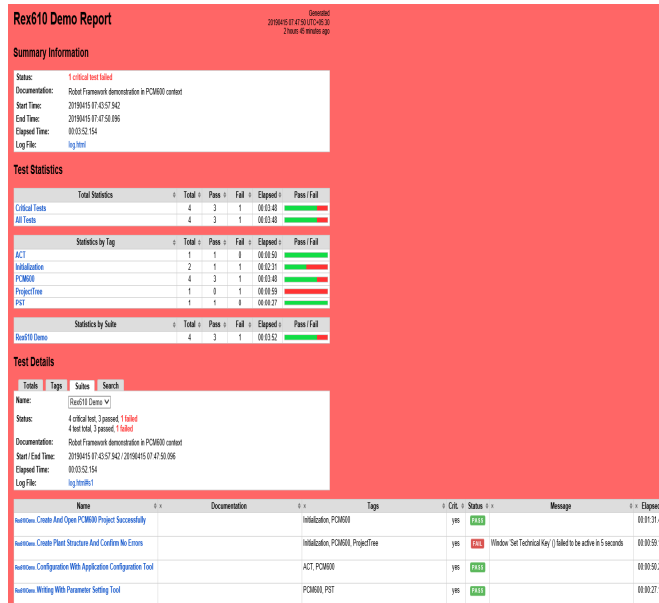 Rex610 Demo Report
Generated
20190415 07:47:50 UTC+05:30
2 hours 45 minutes ago
Summary Information
Status: 1 critical test failed
Documentation: Robot Framework demonstration in PCM600 context
Start Time: 20190415 07:43:57.942
End Time: 20190415 07:47:50.096
Elapsed Time: 00:03:52.154
Log File: log.html
Test Statistics
Total Statistics Total Pass Fail Elapsed Pass / Fail
Critical Tests 4 3 1 00:03:48
All Tests 4 3 1 00:03:48
Statistics by Tag Total Pass Fail Elapsed Pass / Fail
ACT 1 1 0 00:00:50
Initialization 2 1 1 00:02:31
PCM600 4 3 1 00:03:48
ProjectTree 1 0 1 00:00:59
PST 1 1 0 00:00:27
Statistics by Suite Total Pass Fail Elapsed Pass / Fail
Rex610 Demo 4 3 1 00:03:52
Test Details
Totals Tags Suites Search
Name: Rex610 Demo
Status: 4 critical test, 3 passed, 1 failed
4 test total, 3 passed, 1 failed
Documentation: Robot Framework demonstration in PCM600 context
Start / End Time: 20190415 07:43:57.942 / 20190415 07:47:50.096
Elapsed Time: 00:03:52.154
Log File: log.html#s1
Name × Documentation × Tags Crit. Status × Message × Elapsed
Rex610 Demo. Create And Open PCM600 Project Successfully Initialization, PCM600 yes PASS 00:01:31.
Rex610 Demo. Create Plant Structure And Confirm No Errors Initialization, PCM600, ProjectTree yes FAIL Window 'Set Technical Key' () failed to be active in 5 seconds 00:00:59.
Rex610 Demo. Configuration With Application Configuration Tool ACT, PCM600 yes PASS 00:00:50.
Rex610 Demo. Writing With Parameter Setting Tool PCM600, PST yes PASS 00:00:27.